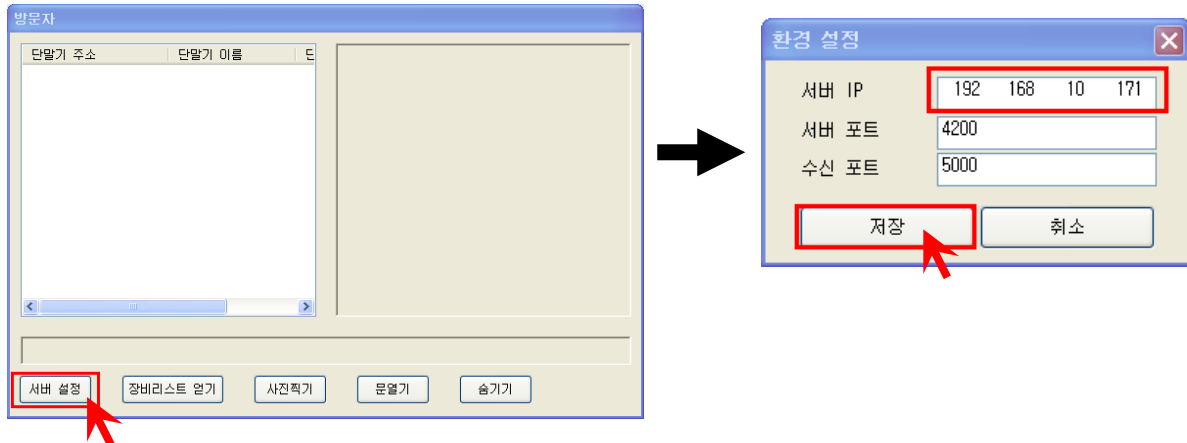 방문자
단말기 주소 단말기 이름 단
서버 설정 장비리스트 얻기 사진찍기 문열기 숨기기
환경 설정
서버 IP 192 168 10 171
서버 포트 4200
수신 포트 5000
저장 취소